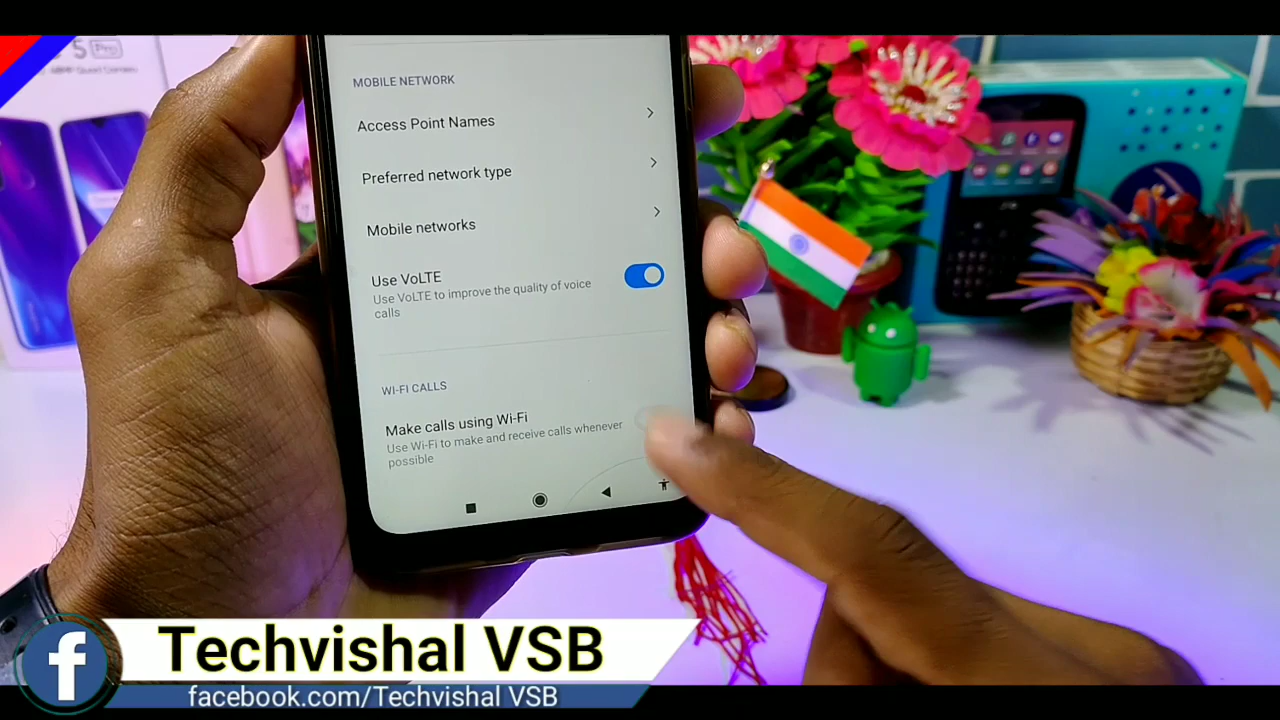 5 Pro
MOBILE NETWORK
Access Point Names
Preferred network type
Mobile networks
Use VoLTE
Use VoLTE to improve the quality of voice
calls
WI-FI CALLS
Make calls using Wi-Fi
Use Wi-Fi to make and receive calls whenever
possible
f
Techvishal VSB
facebook.com/Techvishal VSB